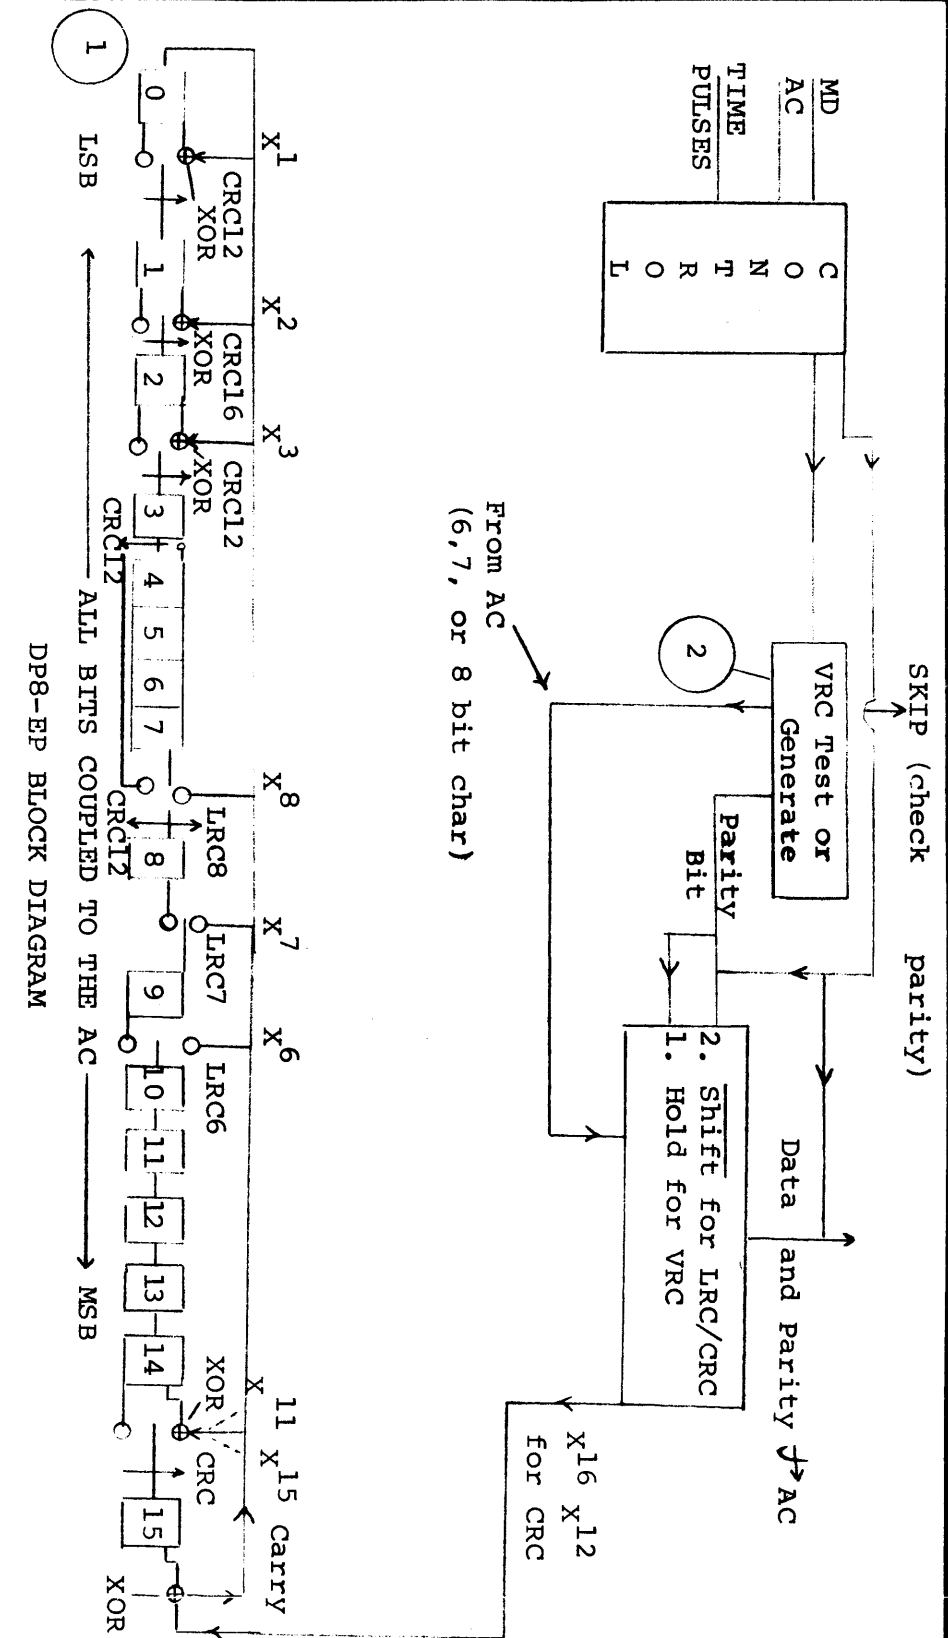 MD
AC
TIME
PULSES
C
O
N
T
R
O
L
SKIP (check parity)
VRC Test or
Generate
2
Parity
Bit
Data and Parity → AC
2. Shift for LRC/CRC
1. Hold for VRC
From AC
(6,7, or 8 bit char)
X16 X12
for CRC
X1
X2
X3
X8
X7
X6
X11 X15 Carry
CRC12
XOR
CRC16
XOR
CRC12
XOR
LRC8
LRC7
LRC6
XOR
CRC
0
1
2
3
4
5
6
7
8
9
10
11
12
13
14
15
CRC12
CRC12
XOR
1
LSB
ALL BITS COUPLED TO THE AC
MSB
DP8-EP BLOCK DIAGRAM